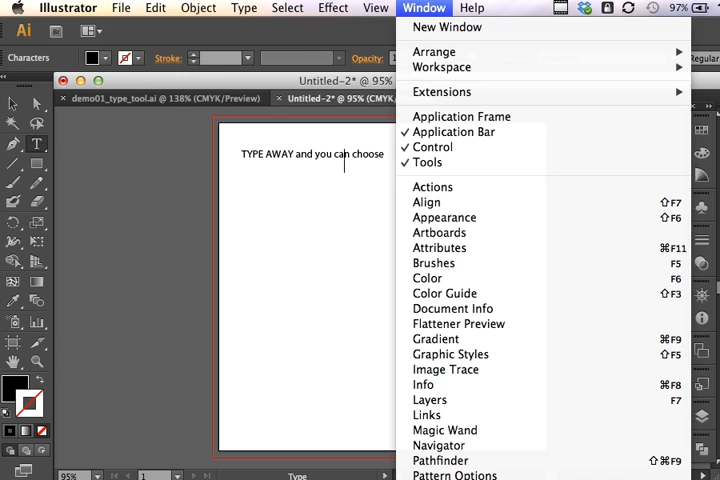 Illustrator File Edit Object Type Select Effect View Window Help 97%
Ai
Characters Stroke: Opacity: 1 Regular
Untitled-2* @ 95%
demo01_type_tool.ai @ 138% (CMYK/Preview) Untitled-2* @ 95% (CMYK/
TYPE AWAY and you can choose
New Window
Arrange
Workspace
Extensions
Application Frame
Application Bar
Control
Tools
Actions
Align ⇧F7
Appearance ⇧F6
Artboards
Attributes ⌘F11
Brushes F5
Color F6
Color Guide ⇧F3
Document Info
Flattener Preview
Gradient ⌘F9
Graphic Styles ⇧F5
Image Trace
Info ⌘F8
Layers F7
Links
Magic Wand
Navigator
Pathfinder ⇧⌘F9
Pattern Options
95% 1 Type